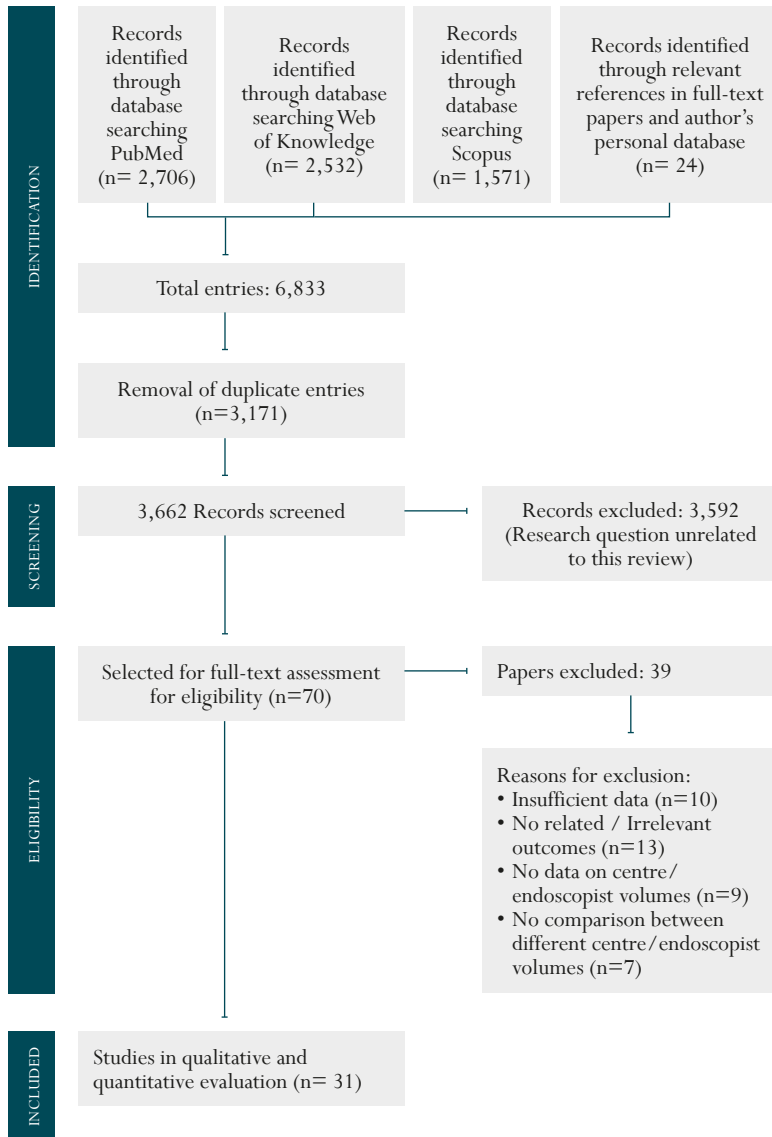 IDENTIFICATION
Records
identified
through
database
searching
PubMed
(n= 2,706)
Records
identified
through database
searching Web
of Knowledge
(n= 2,532)
Records
identified
through
database
searching
Scopus
(n= 1,571)
Records identified
through relevant
references in full-text
papers and author's
personal database
(n= 24)
Total entries: 6,833
Removal of duplicate entries
(n=3,171)
SCREENING
3,662 Records screened
Records excluded: 3,592
(Research question unrelated
to this review)
ELIGIBILITY
Selected for full-text assessment
for eligibility (n=70)
Papers excluded: 39
Reasons for exclusion:
• Insufficient data (n=10)
• No related / Irrelevant
outcomes (n=13)
• No data on centre/
endoscopist volumes (n=9)
• No comparison between
different centre/endoscopist
volumes (n=7)
INCLUDED
Studies in qualitative and
quantitative evaluation (n= 31)